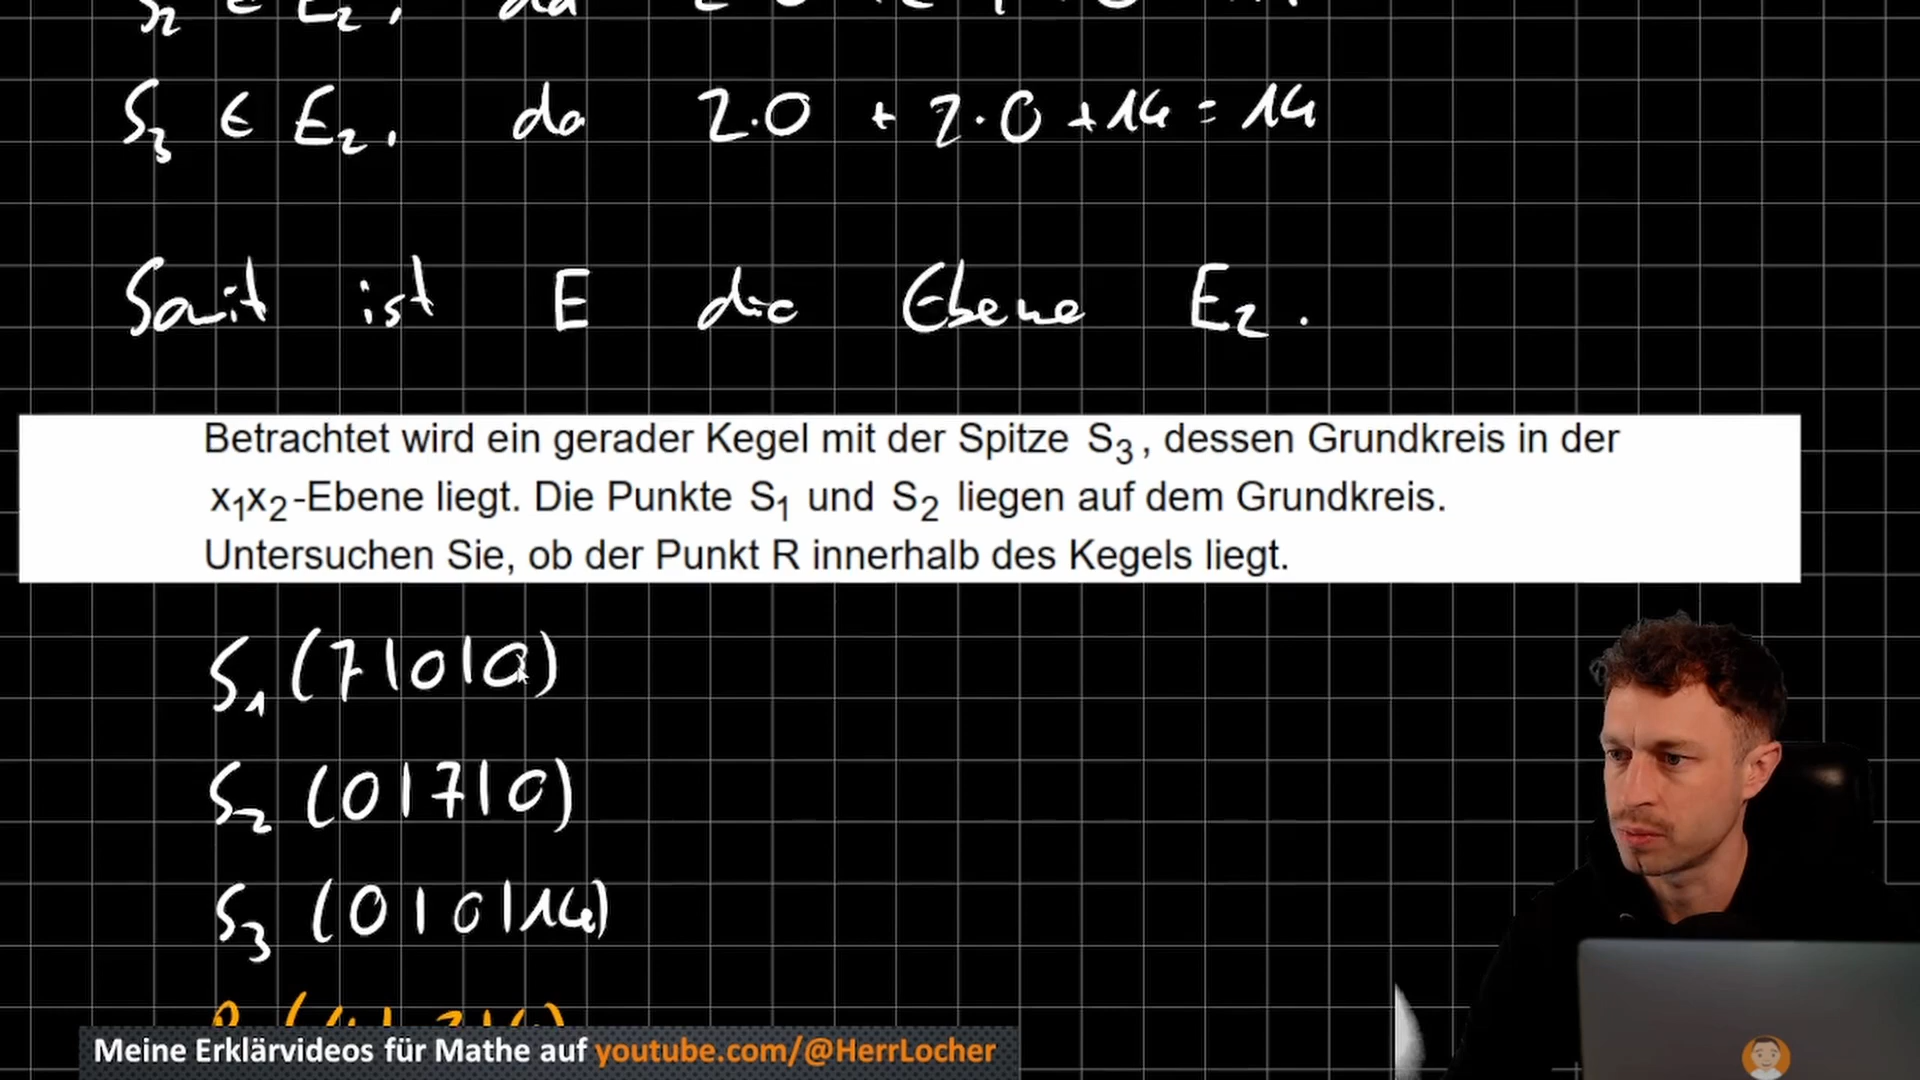 S₃ ∈ E₂, da 2·0 + 2·0 + 14 = 14
Somit ist E die Ebene E₂.
Betrachtet wird ein gerader Kegel mit der Spitze S₃, dessen Grundkreis in der
x₁x₂-Ebene liegt. Die Punkte S₁ und S₂ liegen auf dem Grundkreis.
Untersuchen Sie, ob der Punkt R innerhalb des Kegels liegt.
S₁ (7|0|0)
S₂ (0|7|0)
S₃ (0|0|14)
Meine Erklärvideos für Mathe auf youtube.com/@HerrLocher